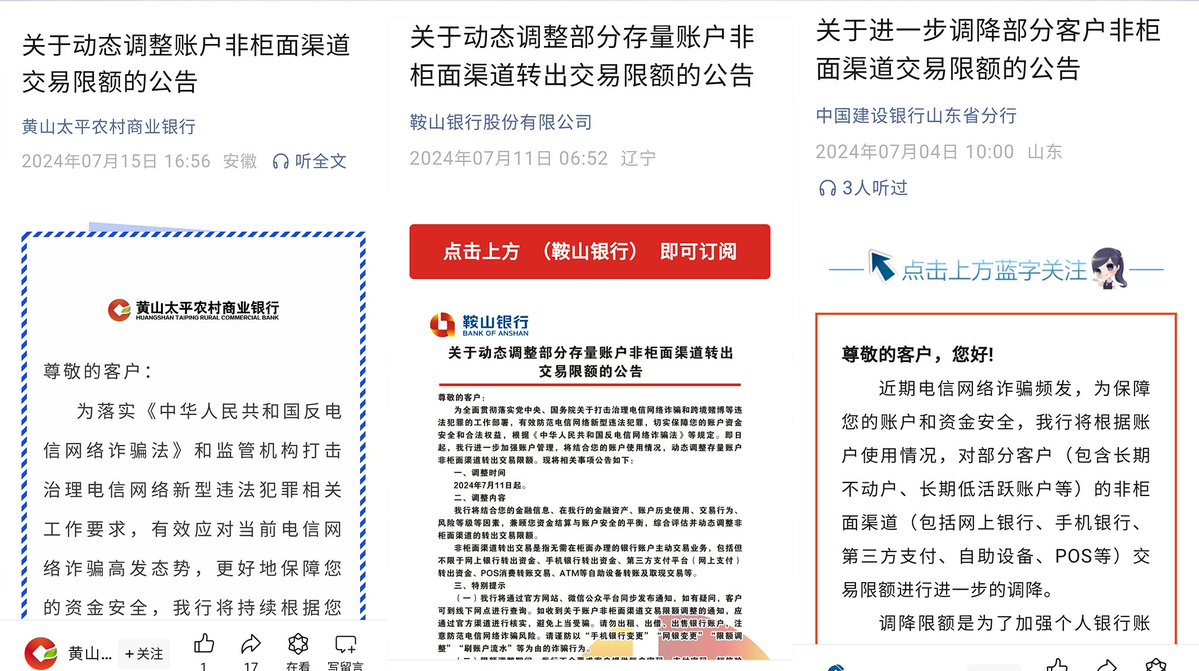 关于动态调整账户非柜面渠道
交易限额的公告
黄山太平农村商业银行
2024年07月15日 16:56 安徽 听全文
黄山太平农村商业银行
HUANGSHAN TAIPING RURAL COMMERCIAL BANK
尊敬的客户：
为落实《中华人民共和国反电
信网络诈骗法》和监管机构打击
治理电信网络新型违法犯罪相关
工作要求，有效应对当前电信网
络诈骗高发态势，更好地保障您
的资金安全，我行将持续根据您
黄山... +关注 1 17 在看 写留言
关于动态调整部分存量账户非
柜面渠道转出交易限额的公告
鞍山银行股份有限公司
2024年07月11日 06:52 辽宁
点击上方 （鞍山银行） 即可订阅
鞍山银行
BANK OF ANSHAN
关于动态调整部分存量账户非柜面渠道转出
交易限额的公告
尊敬的客户：
为全面贯彻落实党中央、国务院关于打击治理电信网络诈骗和跨境赌博等违
法犯罪的工作部署，有效防范电信网络新型违法犯罪，切实保障您的账户资金
安全和合法权益，根据《中华人民共和国反电信网络诈骗法》等规定。即日
起，我行进一步加强账户管理，将结合您的账户使用情况，动态调整存量账户
非柜面渠道转出交易限额。现将相关事项公告如下：
一、调整时间
2024年7月11日起。
二、调整内容
我行将结合您的金融信息、在我行的金融资产、账户历史使用、交易行为、
风险等级等因素，兼顾您资金结算与账户安全的平衡，综合评估并动态调整非
柜面渠道的转出交易限额。
非柜面渠道转出交易是指无需在柜面办理的银行账户主动交易业务，包括但
不限于网上银行转出资金、手机银行转出资金、第三方支付平台（网上支付）
转出资金、POS消费转账交易、ATM等自助设备转账及取现交易等。
三、特别提示
（一）我行将通过官方网站、微信公众平台同步发布通知，如有疑问，客户
可到线下网点进行查询。如收到关于账户非柜面渠道交易限额调整的通知，应
通过官方渠道进行核实，避免上当受骗。请勿出租、出借、出售银行账户，注
意防范电信网络诈骗风险。请谨防以“手机银行变更”“网银变更”“限额调
整”“刷账户流水”等为由的诈骗行为。
关于进一步调降部分客户非柜
面渠道交易限额的公告
中国建设银行山东省分行
2024年07月04日 10:00 山东
3人听过
点击上方蓝字关注
尊敬的客户，您好!
近期电信网络诈骗频发，为保障
您的账户和资金安全，我行将根据账
户使用情况，对部分客户（包含长期
不动户、长期低活跃账户等）的非柜
面渠道（包括网上银行、手机银行、
第三方支付、自助设备、POS等）交
易限额进行进一步的调降。
调降限额是为了加强个人银行账